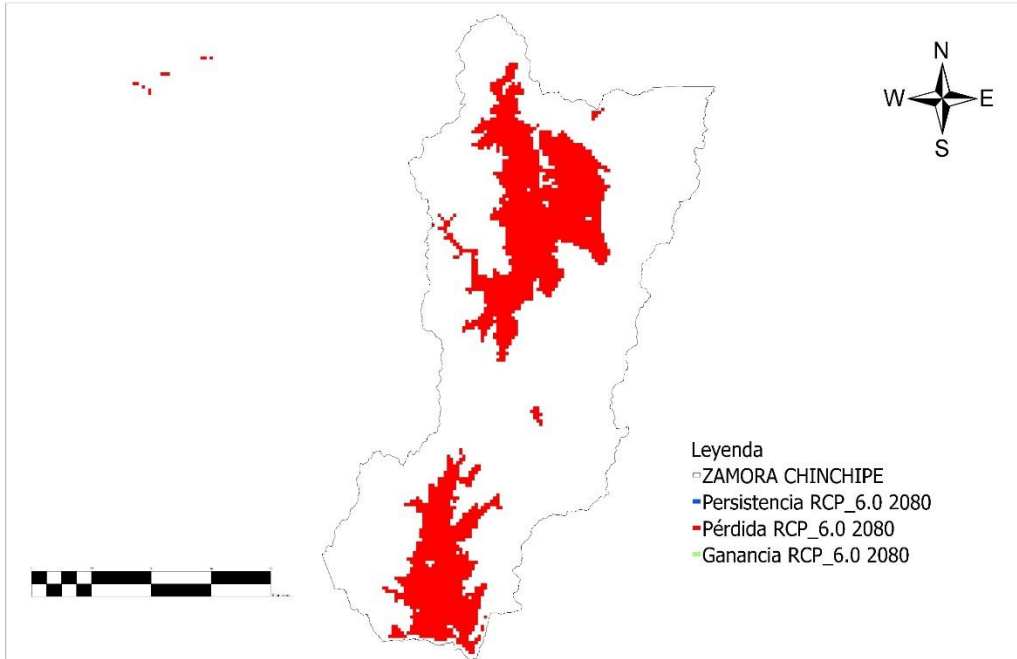 N
W E
S
Leyenda
ZAMORA CHINCHIPE
Persistencia RCP_6.0 2080
Pérdida RCP_6.0 2080
Ganancia RCP_6.0 2080